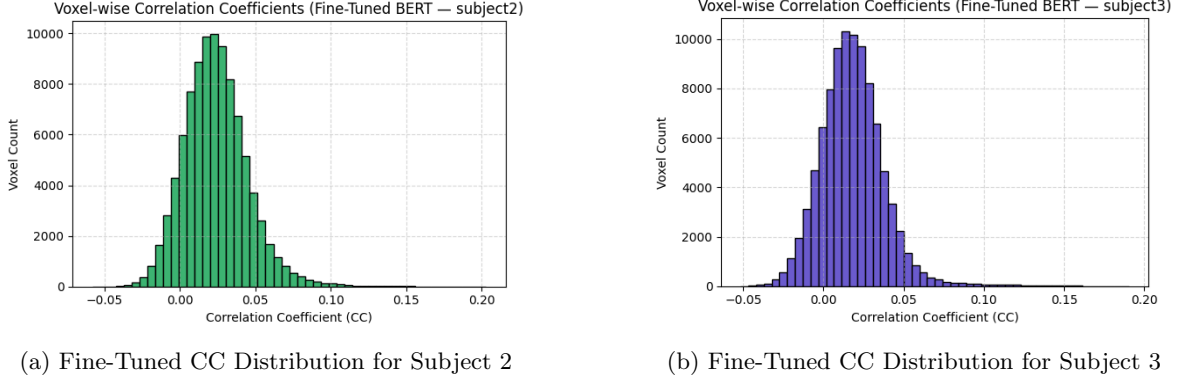 Voxel-wise Correlation Coefficients (Fine-Tuned BERT — subject2)
10000
8000
6000
4000
2000
0
Voxel Count
−0.05 0.00 0.05 0.10 0.15 0.20
Correlation Coefficient (CC)
(a) Fine-Tuned CC Distribution for Subject 2
Voxel-wise Correlation Coefficients (Fine-Tuned BERT — subject3)
10000
8000
6000
4000
2000
0
Voxel Count
−0.05 0.00 0.05 0.10 0.15 0.20
Correlation Coefficient (CC)
(b) Fine-Tuned CC Distribution for Subject 3